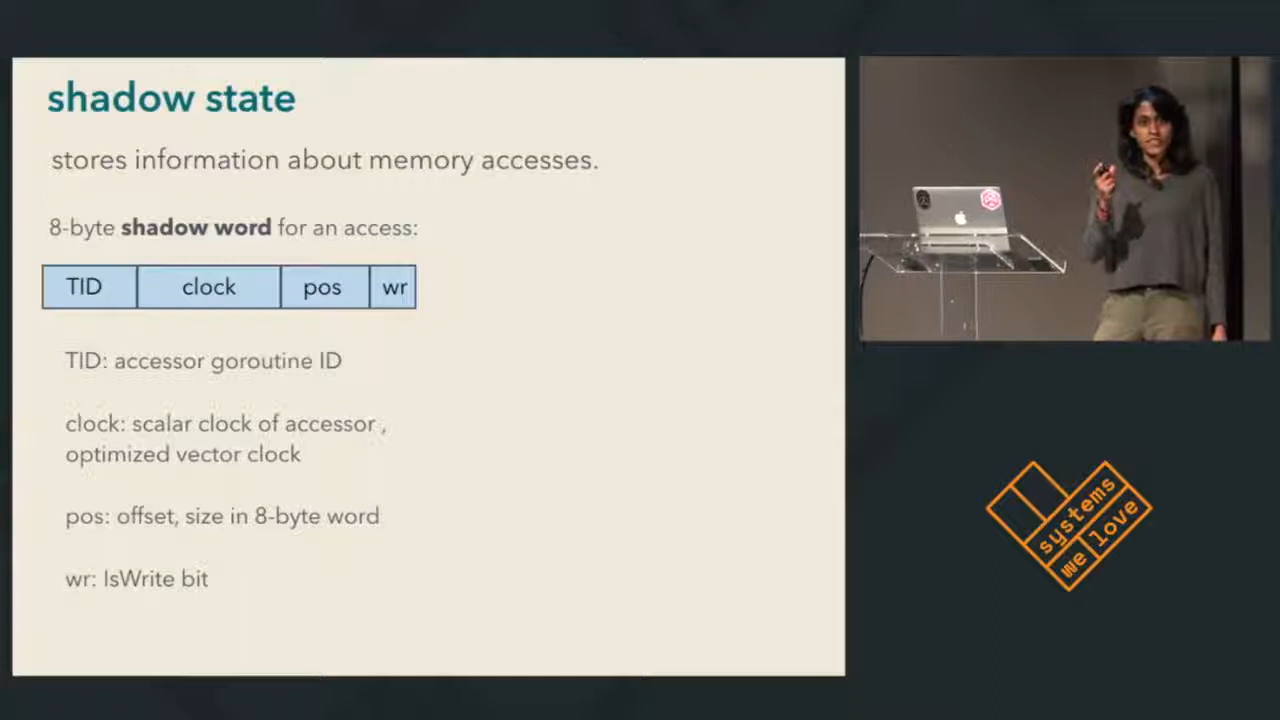 shadow state
stores information about memory accesses.
8-byte shadow word for an access:
TID clock pos wr
TID: accessor goroutine ID
clock: scalar clock of accessor ,
optimized vector clock
pos: offset, size in 8-byte word
wr: IsWrite bit
systems
we love